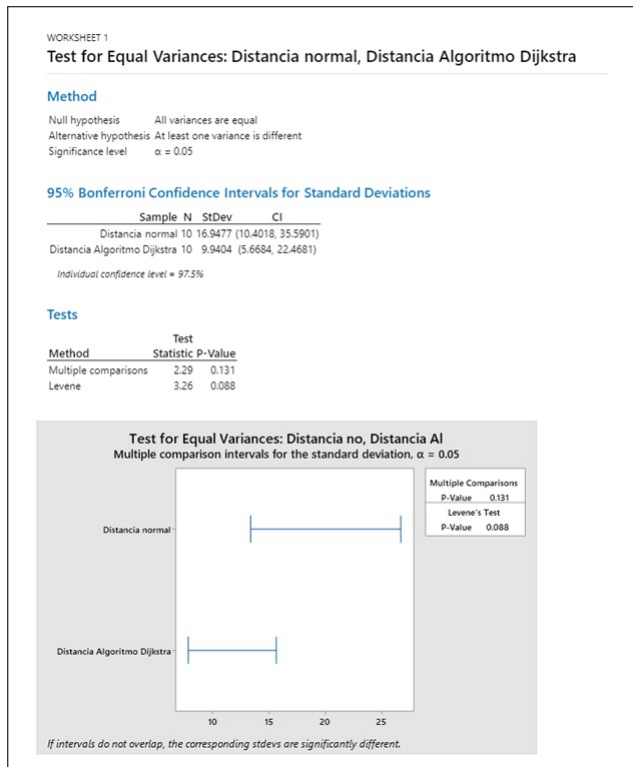 WORKSHEET 1
Test for Equal Variances: Distancia normal, Distancia Algoritmo Dijkstra
Method
Null hypothesis All variances are equal
Alternative hypothesis At least one variance is different
Significance level α = 0.05
95% Bonferroni Confidence Intervals for Standard Deviations
Sample N StDev CI
Distancia normal 10 16.9477 (10.4018, 35.5901)
Distancia Algoritmo Dijkstra 10 9.9404 (5.6684, 22.4681)
Individual confidence level = 97.5%
Tests
Test
Method Statistic P-Value
Multiple comparisons 2.29 0.131
Levene 3.26 0.088
Test for Equal Variances: Distancia no, Distancia Al
Multiple comparison intervals for the standard deviation, α = 0.05
Multiple Comparisons
P-Value 0.131
Levene's Test
P-Value 0.088
Distancia normal
Distancia Algoritmo Dijkstra
10 15 20 25
If intervals do not overlap, the corresponding stdevs are significantly different.